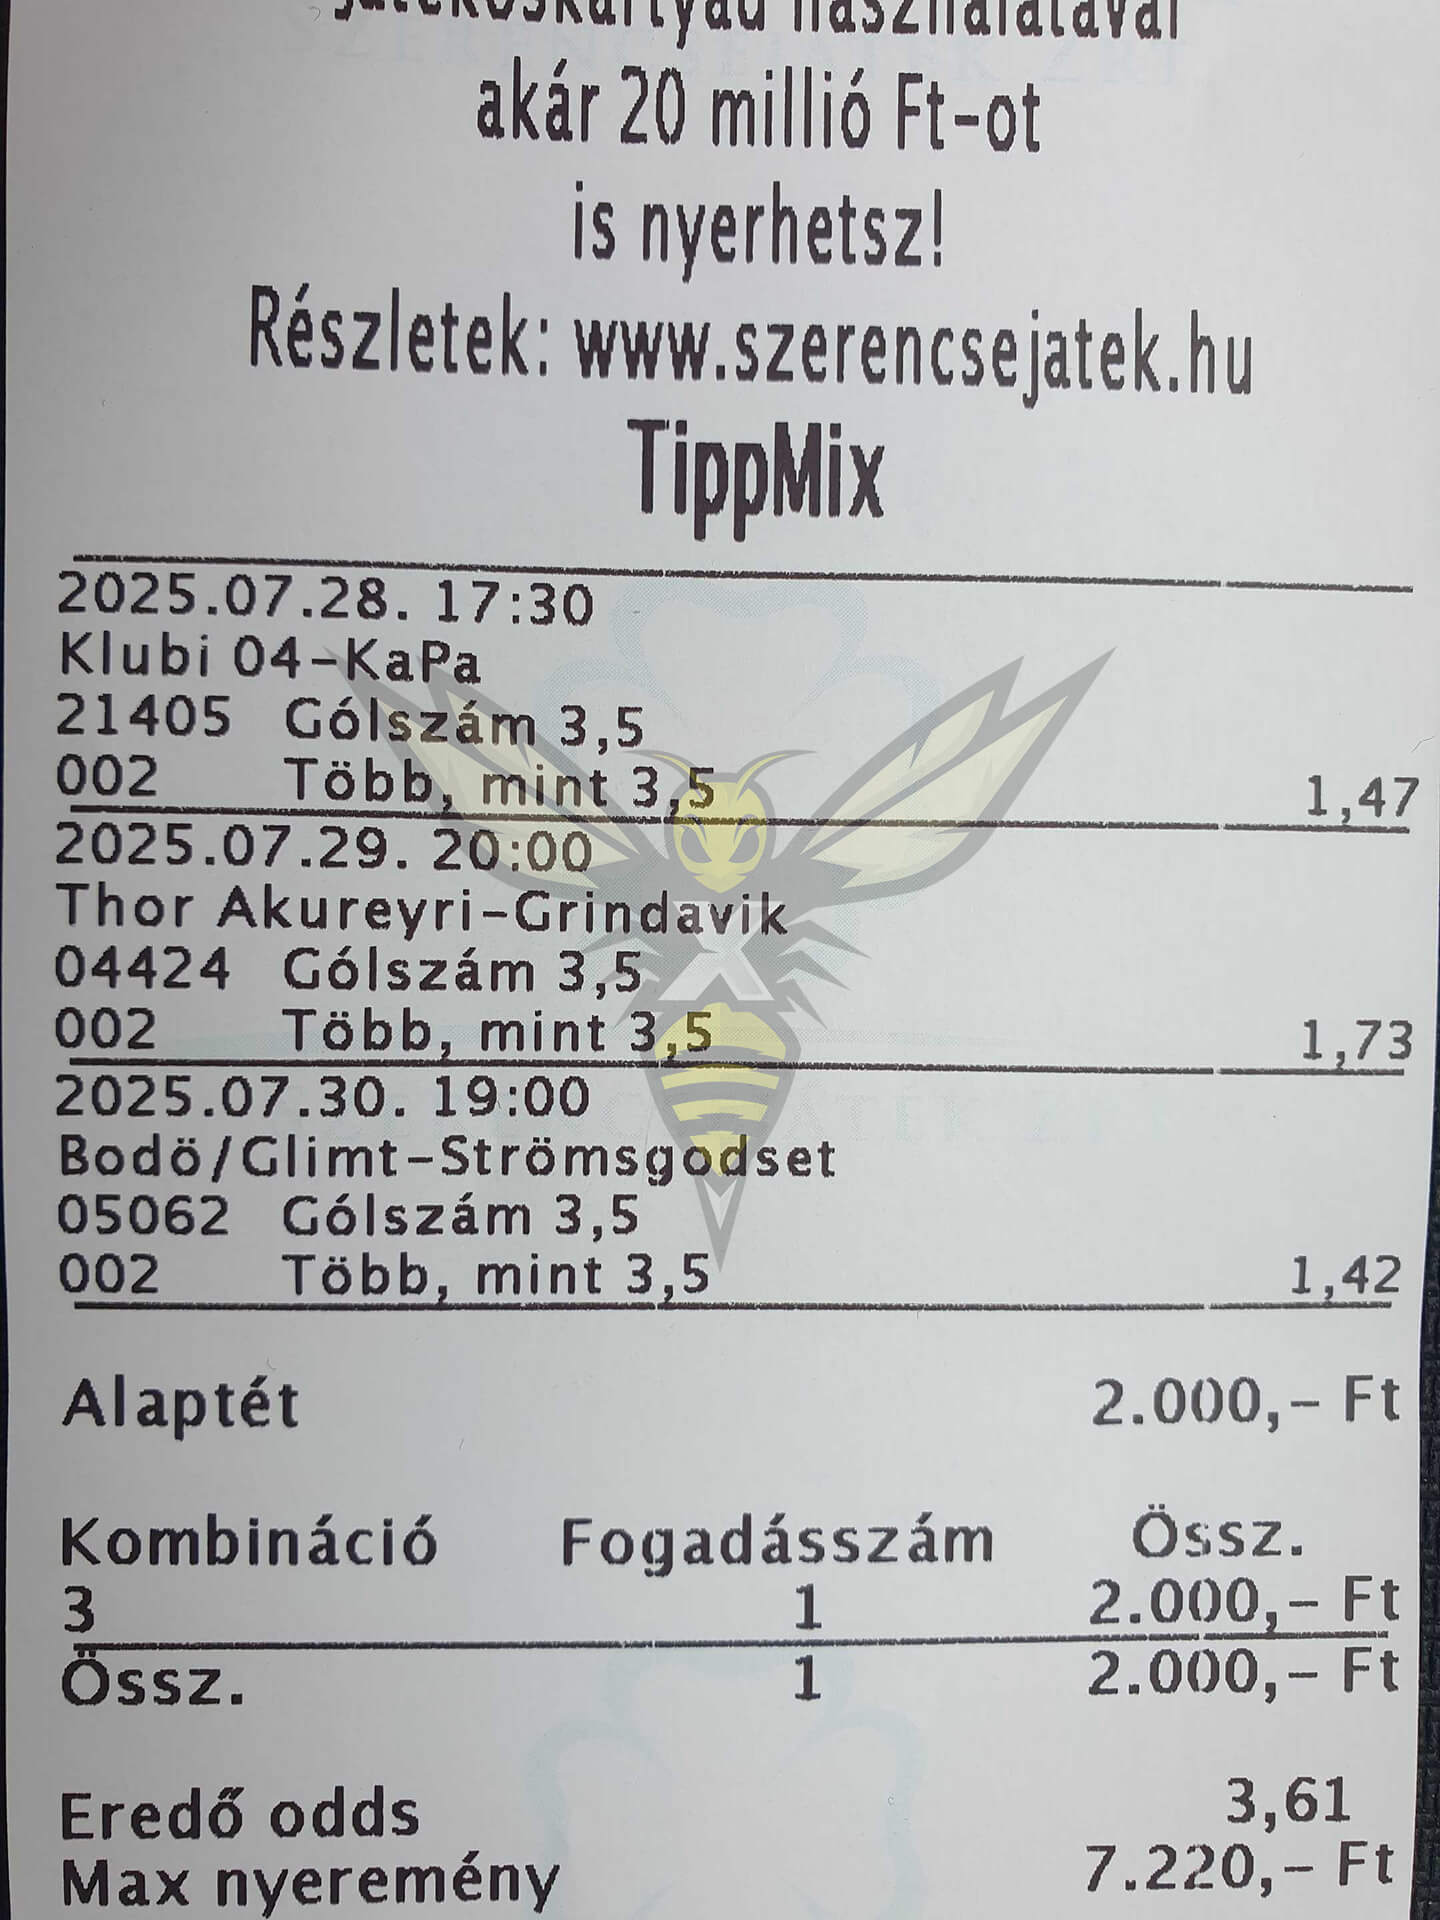 játékoskártyád használatával
akár 20 millió Ft-ot
is nyerhetsz!
Részletek: www.szerencsejatek.hu
TippMix
2025.07.28. 17:30
Klubi 04-KaPa
21405 Gólszám 3,5
002 Több, mint 3,5 1,47
2025.07.29. 20:00
Thor Akureyri-Grindavik
04424 Gólszám 3,5
002 Több, mint 3,5 1,73
2025.07.30. 19:00
Bodö/Glimt-Strömsgodset
05062 Gólszám 3,5
002 Több, mint 3,5 1,42
Alaptét 2.000,- Ft
Kombináció Fogadásszám Össz.
3 1 2.000,- Ft
Össz. 1 2.000,- Ft
Eredő odds 3,61
Max nyeremény 7.220,- Ft